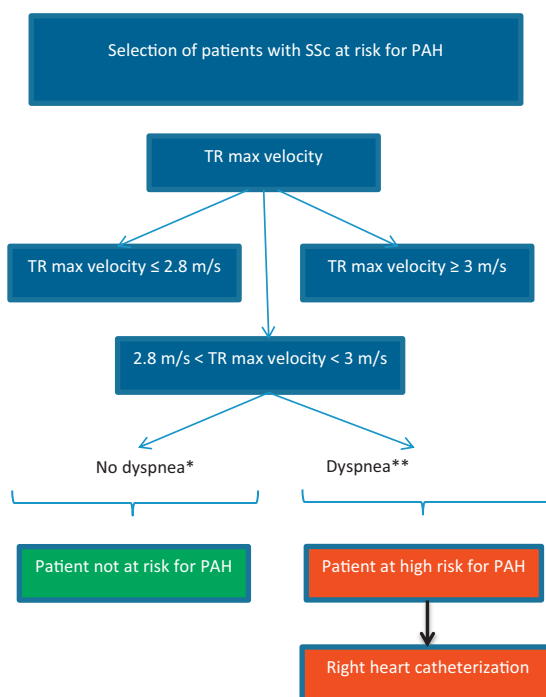 Selection of patients with SSc at risk for PAH
TR max velocity
TR max velocity ≤ 2.8 m/s
TR max velocity ≥ 3 m/s
2.8 m/s < TR max velocity < 3 m/s
No dyspnea*
Dyspnea**
Patient not at risk for PAH
Patient at high risk for PAH
Right heart catheterization